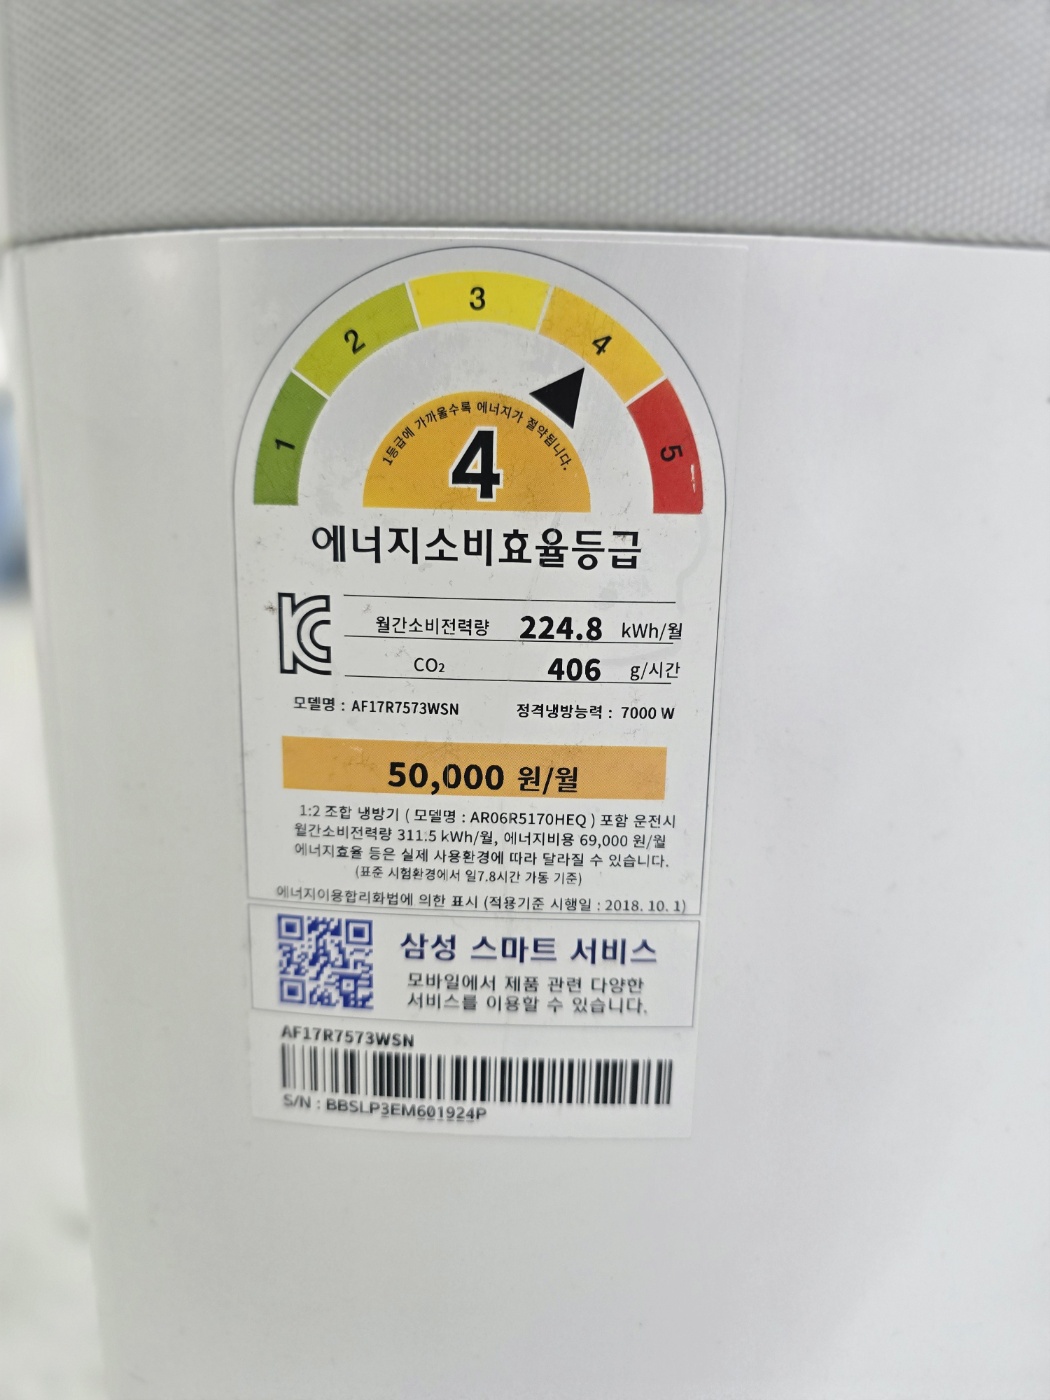 1
2
3
4
5
1등급에 가까울수록 에너지가 절약됩니다.
4
에너지소비효율등급
월간소비전력량 224.8 kWh/월
CO₂ 406 g/시간
모델명 : AF17R7573WSN 정격냉방능력 : 7000 W
50,000 원/월
1:2 조합 냉방기 ( 모델명 : AR06R5170HEQ ) 포함 운전시
월간소비전력량 311.5 kWh/월, 에너지비용 69,000 원/월
에너지효율 등은 실제 사용환경에 따라 달라질 수 있습니다.
(표준 시험환경에서 일7.8시간 가동 기준)
에너지이용합리화법에 의한 표시 (적용기준 시행일 : 2018. 10. 1)
삼성 스마트 서비스
모바일에서 제품 관련 다양한
서비스를 이용할 수 있습니다.
AF17R7573WSN
S/N : BBSLP3EM601924P